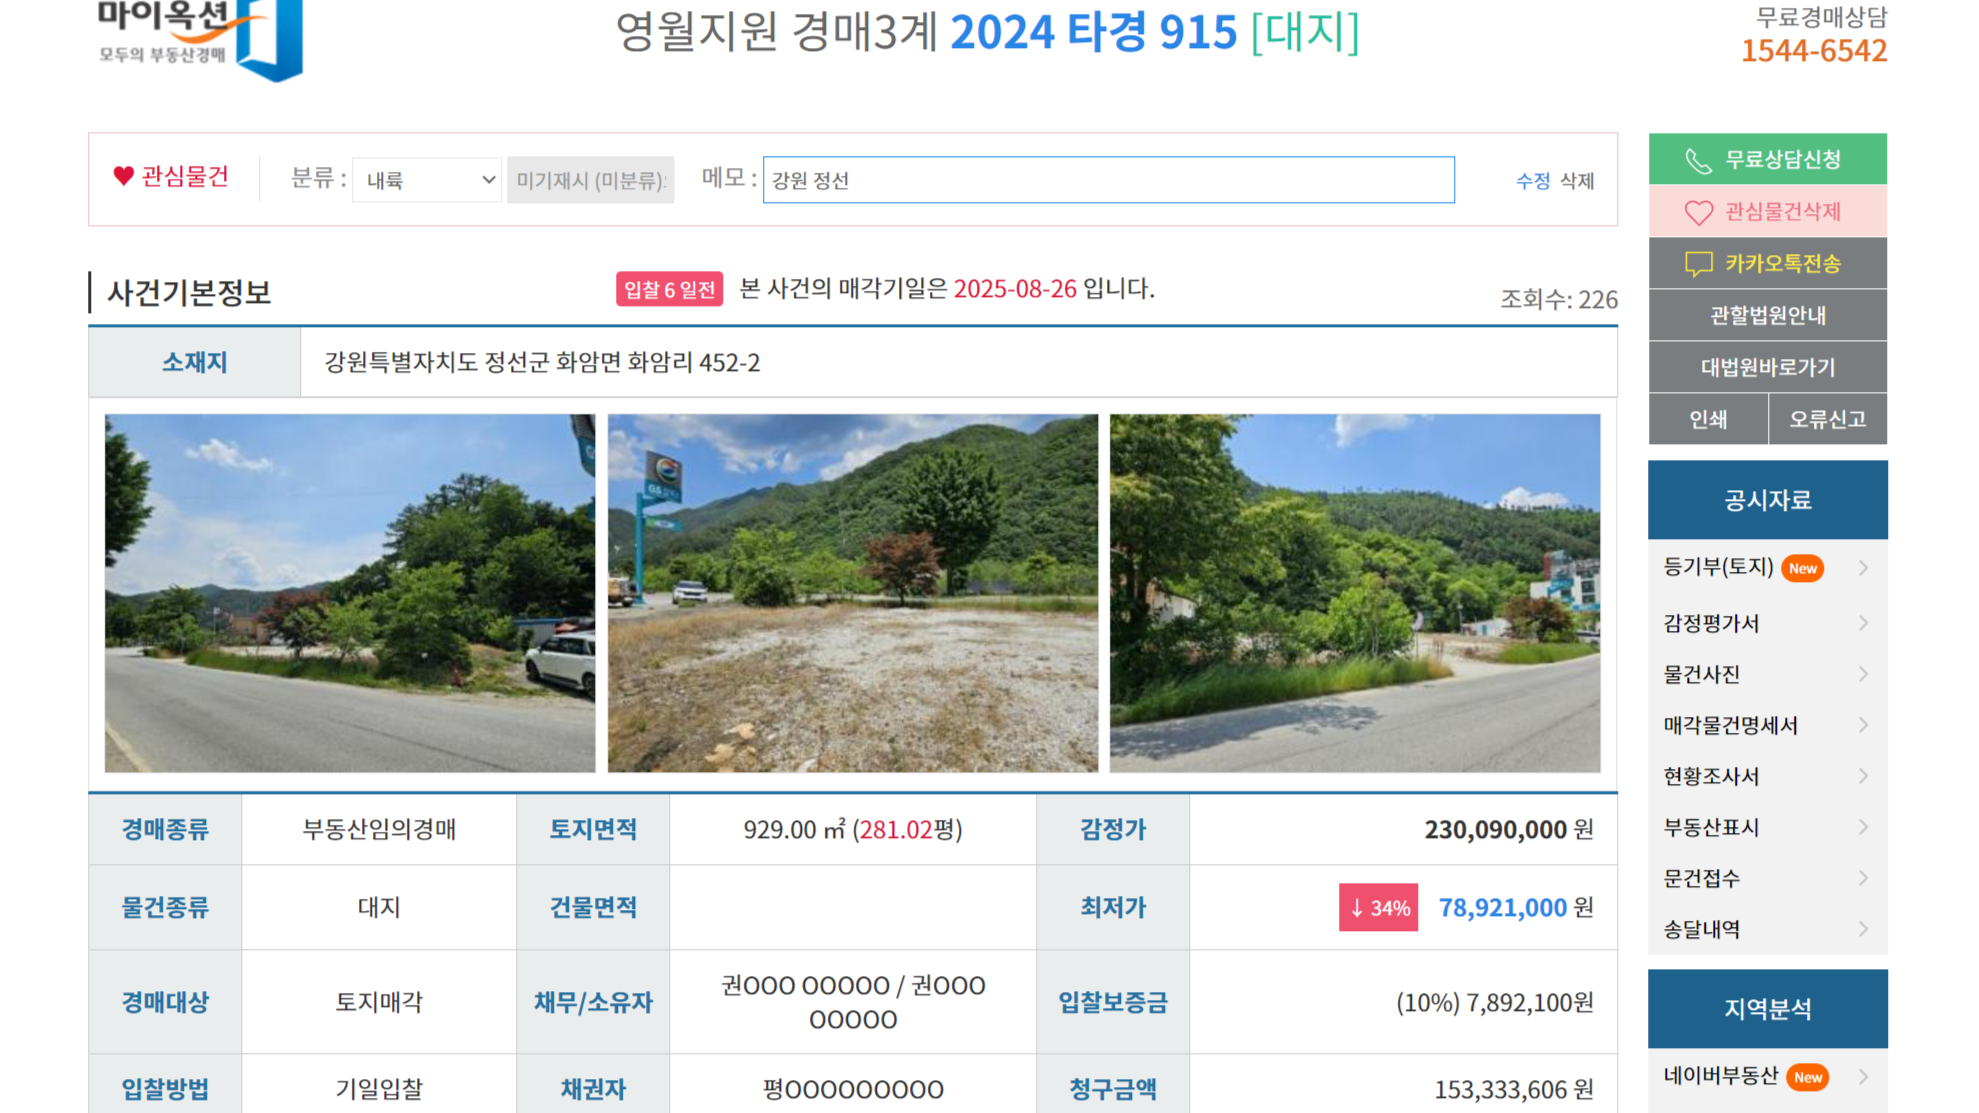 마이옥션
모두의 부동산경매
영월지원 경매3계 2024 타경 915 [대지]
무료경매상담
1544-6542
관심물건
분류 :
내륙
미기재시 (미분류):
메모 :
강원 정선
수정 삭제
무료상담신청
관심물건삭제
카카오톡전송
관할법원안내
대법원바로가기
인쇄
오류신고
사건기본정보
입찰 6 일전
본 사건의 매각기일은 2025-08-26 입니다.
조회수: 226
소재지
강원특별자치도 정선군 화암면 화암리 452-2
GS
경매종류
부동산임의경매
토지면적
929.00 ㎡ (281.02평)
감정가
230,090,000 원
물건종류
대지
건물면적
최저가
↓ 34%
78,921,000 원
경매대상
토지매각
채무/소유자
권OOO OOOOO / 권OOO
OOOOO
입찰보증금
(10%) 7,892,100원
입찰방법
기일입찰
채권자
평OOOOOOOOO
청구금액
153,333,606 원
공시자료
등기부(토지) New
감정평가서
물건사진
매각물건명세서
현황조사서
부동산표시
문건접수
송달내역
지역분석
네이버부동산 New